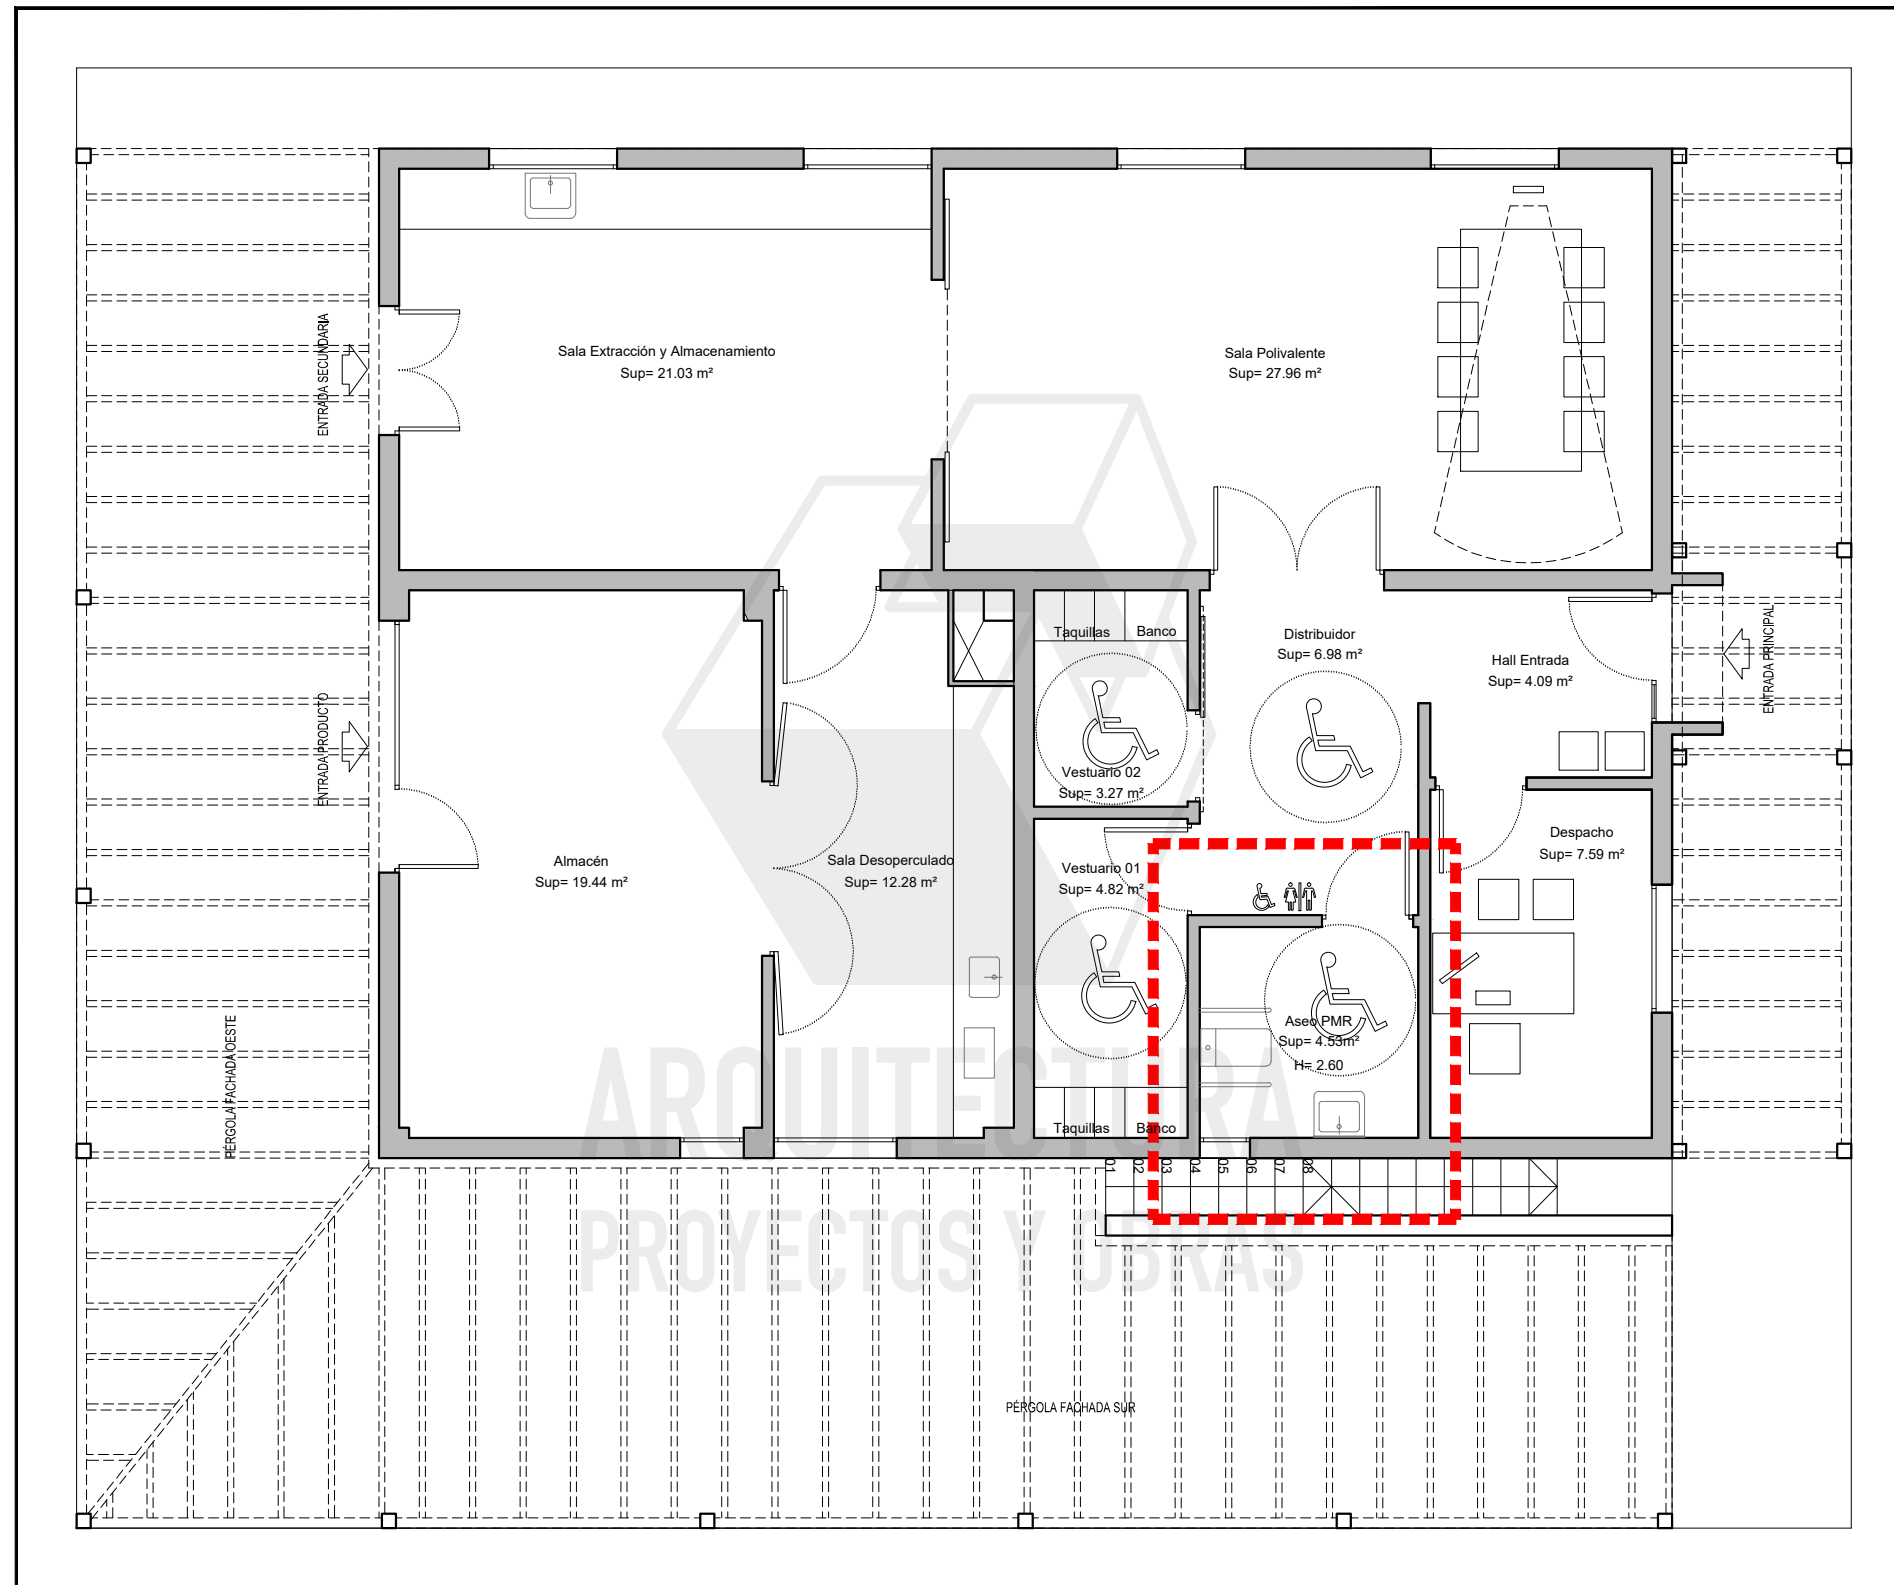 Sala Extracción y Almacenamiento
Sup= 21.03 m²
Sala Polivalente
Sup= 27.96 m²
ENTRADA SECUNDARIA
Taquillas
Banco
Distribuidor
Sup= 6.98 m²
Hall Entrada
Sup= 4.09 m²
ENTRADA PRINCIPAL
ENTRADA PRODUCTO
Vestuario 02
Sup= 3.27 m²
Almacén
Sup= 19.44 m²
Sala Desoperculado
Sup= 12.28 m²
Vestuario 01
Sup= 4.82 m²
Despacho
Sup= 7.59 m²
Aseo PMR
Sup= 4.53m²
H= 2.60
PÉRGOLA FACHADA OESTE
Taquillas
Banco
ARQUITECTURA
01
02
03
04
05
06
07
08
PROYECTOS Y OBRAS
PÉRGOLA FACHADA SUR